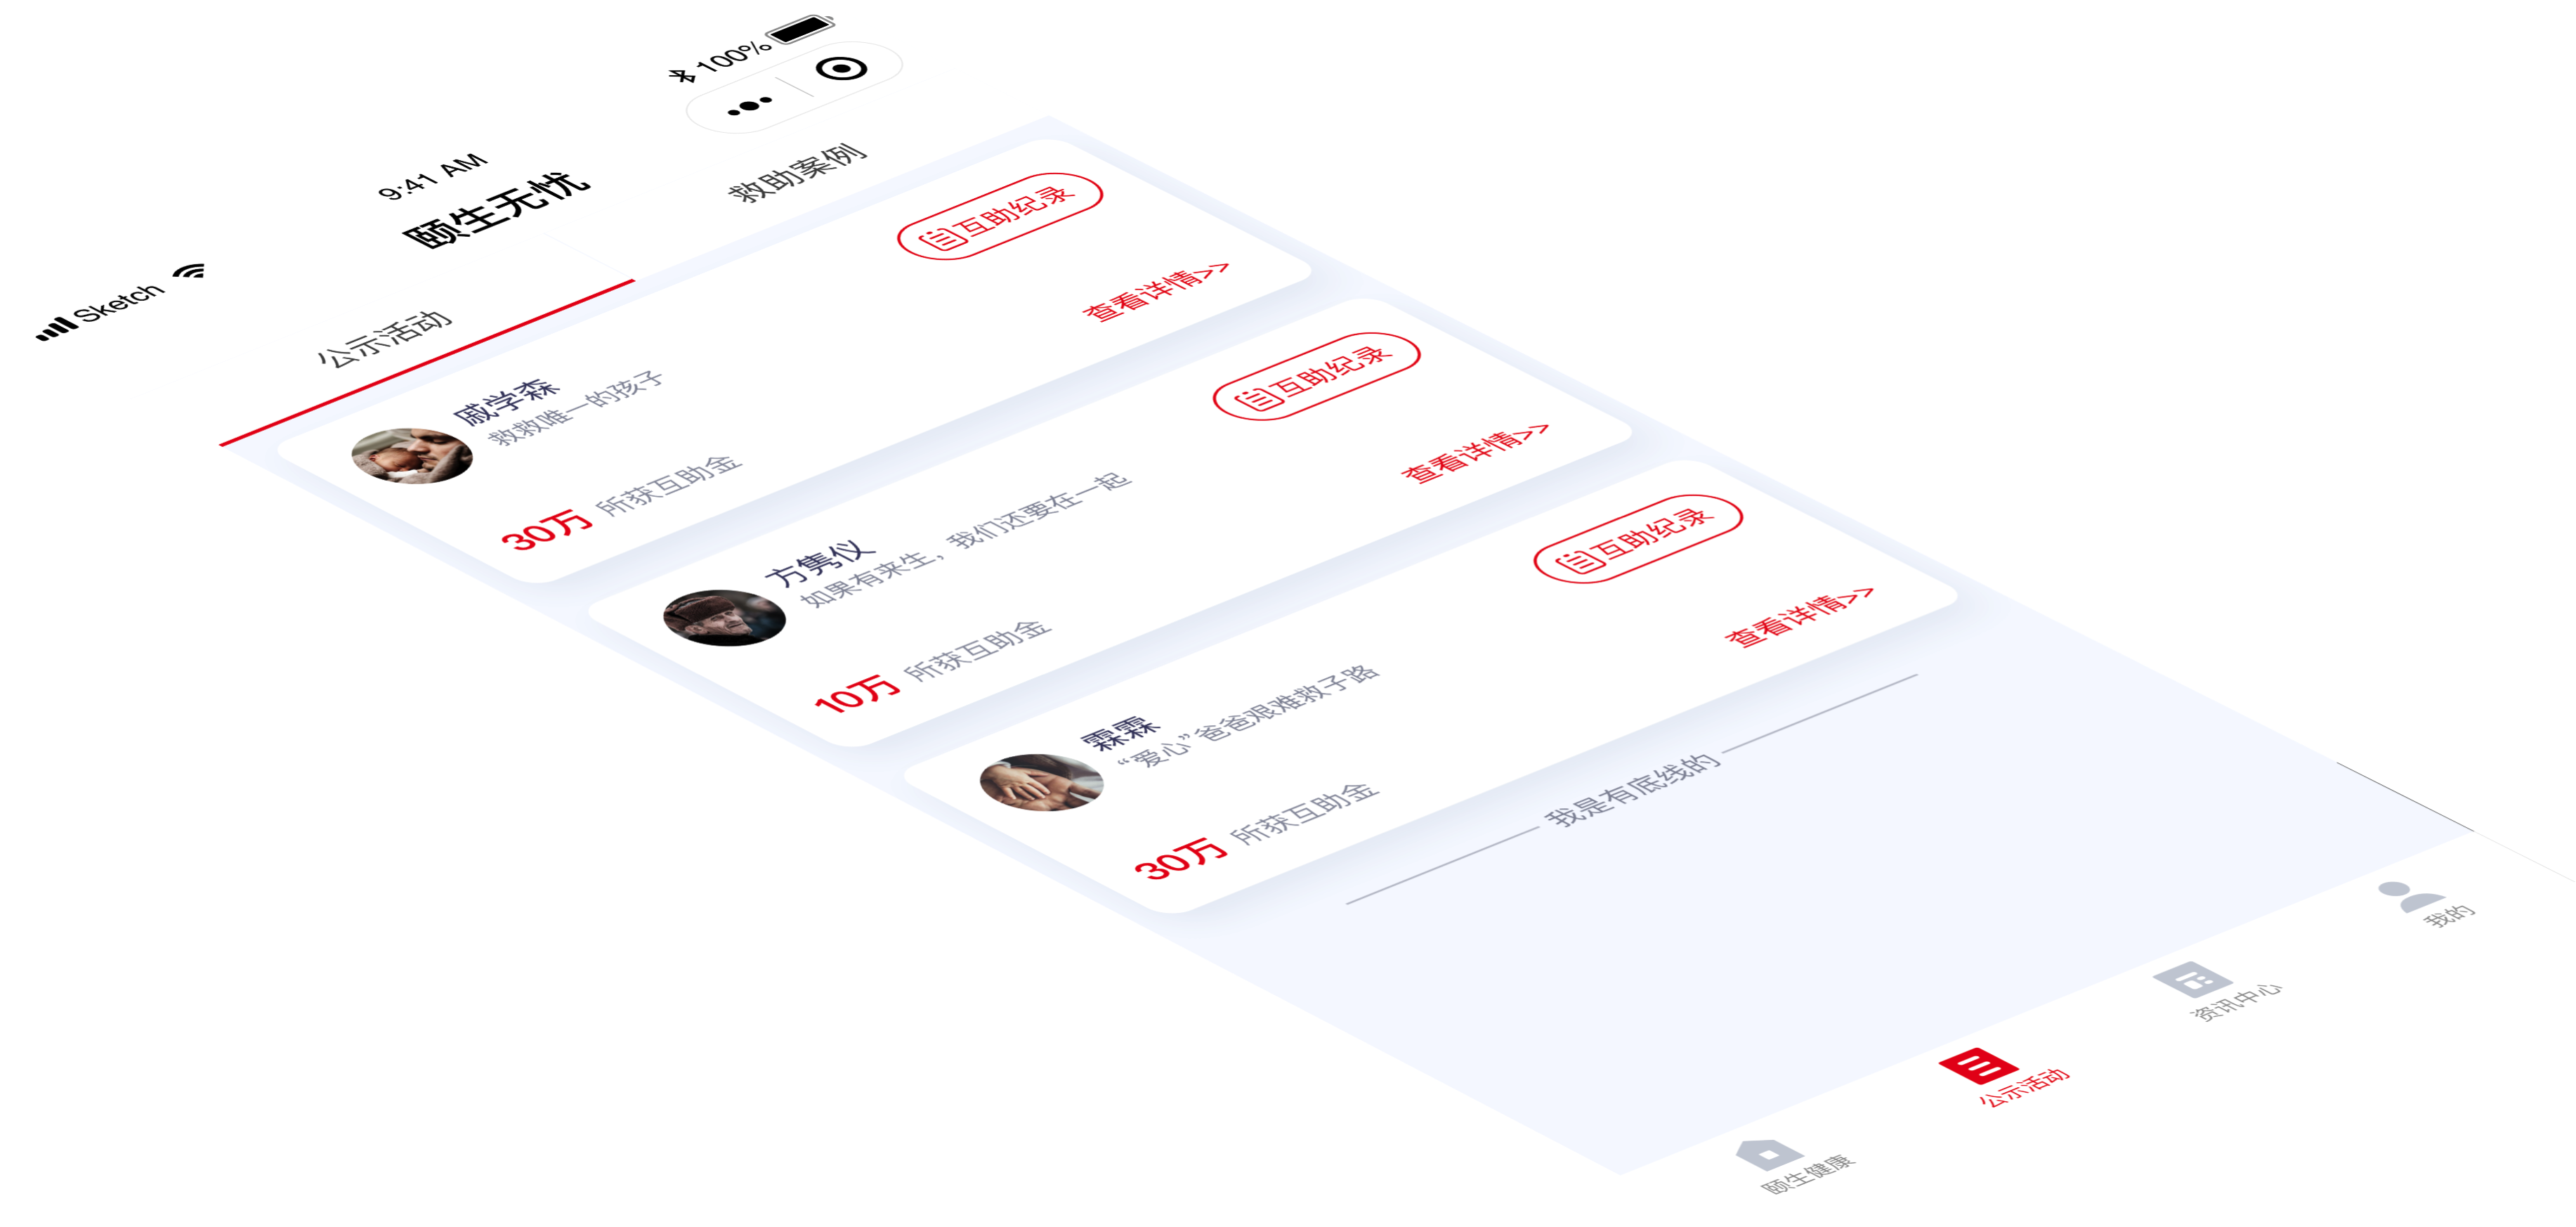 Sketch
9:41 AM
100%
颐生无忧
公示活动
救助案例
戚学森
救救唯一的孩子
互助纪录
30万 所获互助金
查看详情>>
方隽仪
如果有来生，我们还要在一起
互助纪录
10万 所获互助金
查看详情>>
霖霖
“爱心”爸爸艰难救子路
互助纪录
30万 所获互助金
查看详情>>
我是有底线的
颐生健康
公示活动
资讯中心
我的